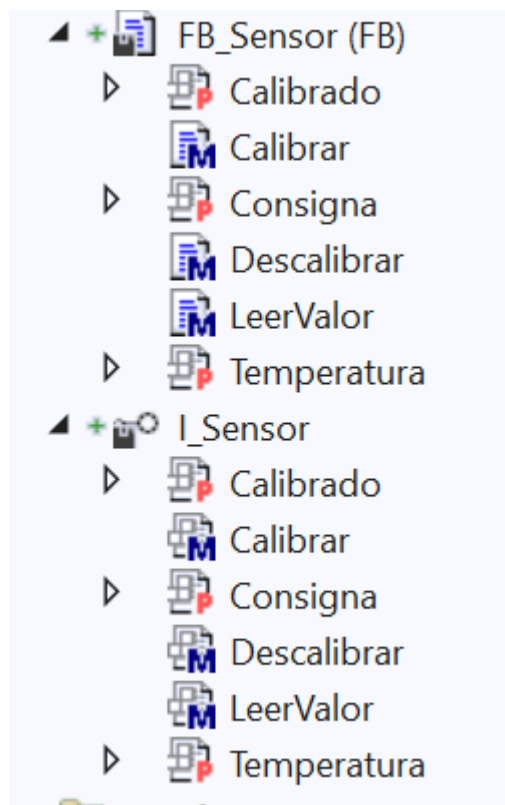 FB_Sensor (FB)
Calibrado
Calibrar
Consigna
Descalibrar
LeerValor
Temperatura
I_Sensor
Calibrado
Calibrar
Consigna
Descalibrar
LeerValor
Temperatura